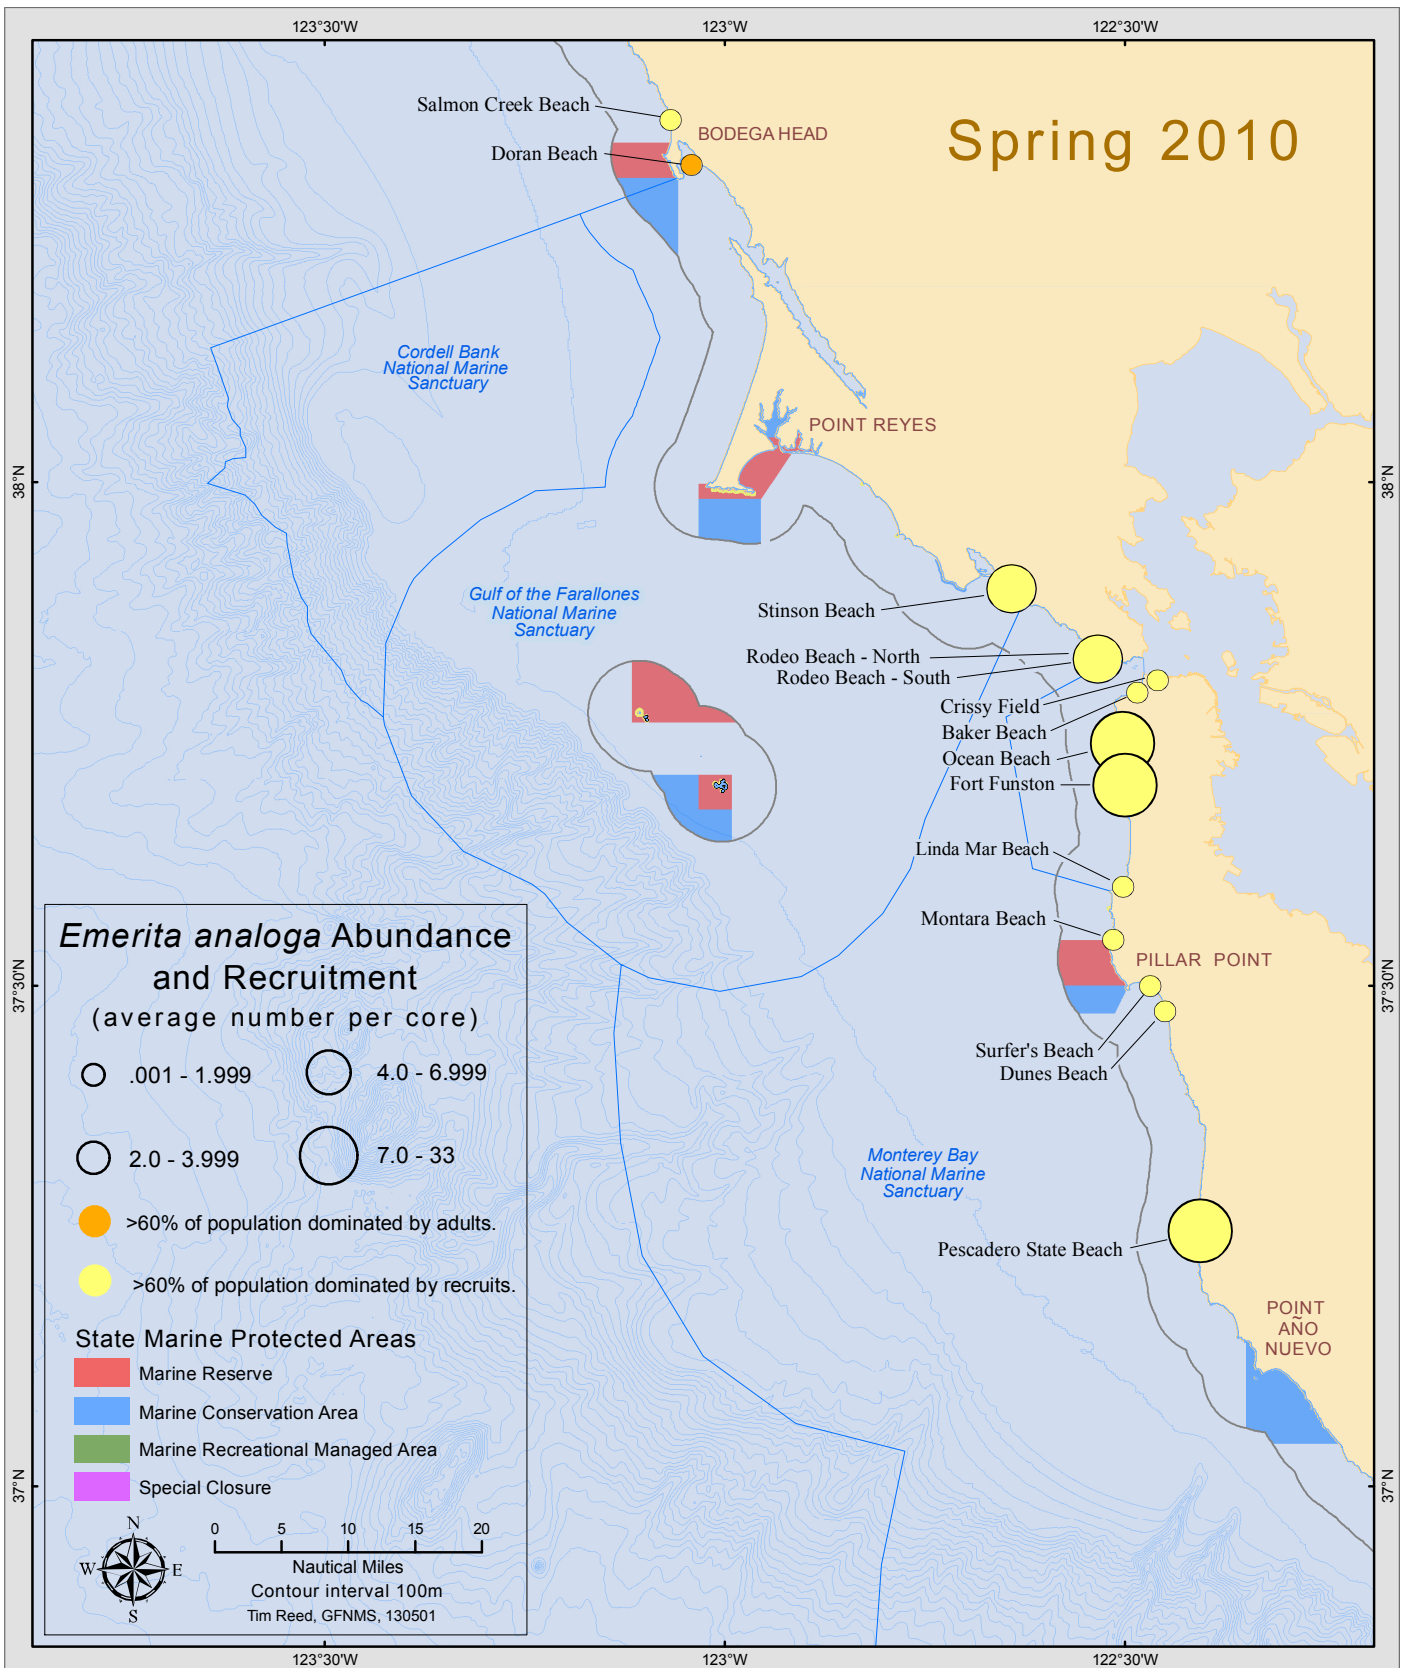 123°30'W
123°W
122°30'W
Salmon Creek Beach
BODEGA HEAD
Doran Beach
Spring 2010
Cordell Bank
National Marine
Sanctuary
POINT REYES
38°N
38°N
Gulf of the Farallones
National Marine
Sanctuary
Stinson Beach
Rodeo Beach - North
Rodeo Beach - South
Crissy Field
Baker Beach
Ocean Beach
Fort Funston
Linda Mar Beach
Montara Beach
PILLAR POINT
37°30'N
37°30'N
Surfer's Beach
Dunes Beach
Monterey Bay
National Marine
Sanctuary
Pescadero State Beach
POINT
AÑO
NUEVO
37°N
37°N
Emerita analoga Abundance
and Recruitment
(average number per core)
.001 - 1.999
4.0 - 6.999
2.0 - 3.999
7.0 - 33
>60% of population dominated by adults.
>60% of population dominated by recruits.
State Marine Protected Areas
Marine Reserve
Marine Conservation Area
Marine Recreational Managed Area
Special Closure
N
W
E
S
0 5 10 15 20
Nautical Miles
Contour interval 100m
Tim Reed, GFNMS, 130501
123°30'W
123°W
122°30'W